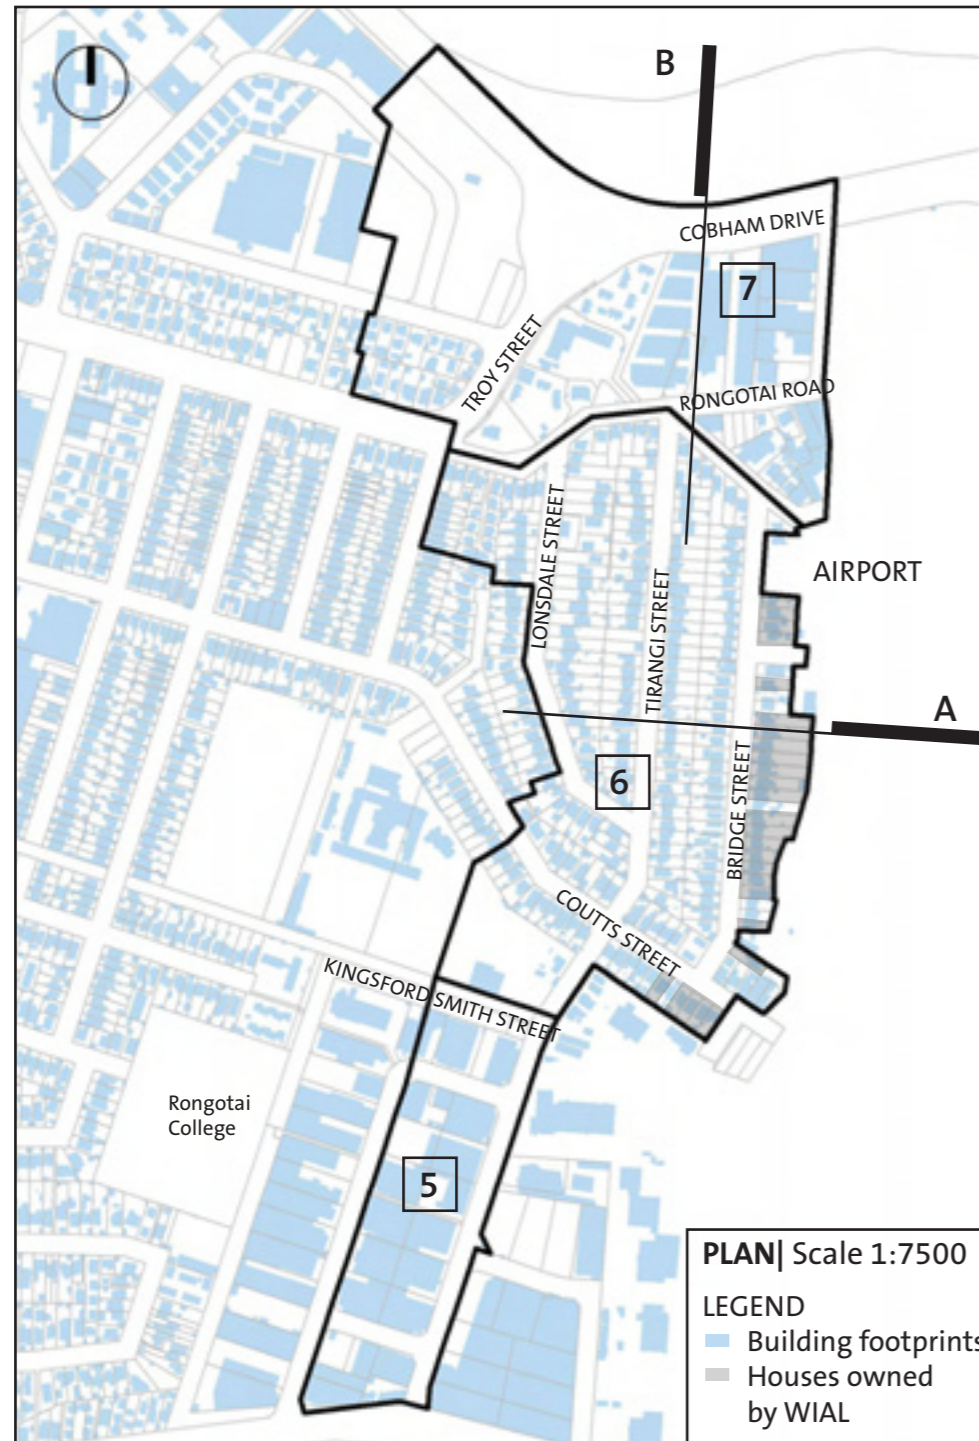 B
COBHAM DRIVE
7
TROY STREET
RONGOTAI ROAD
LONSDALE STREET
AIRPORT
TIRANGI STREET
A
6
BRIDGE STREET
COUTTS STREET
KINGSFORD SMITH STREET
Rongotai
College
5
PLAN| Scale 1:7500
LEGEND
Building footprints
Houses owned
by WIAL